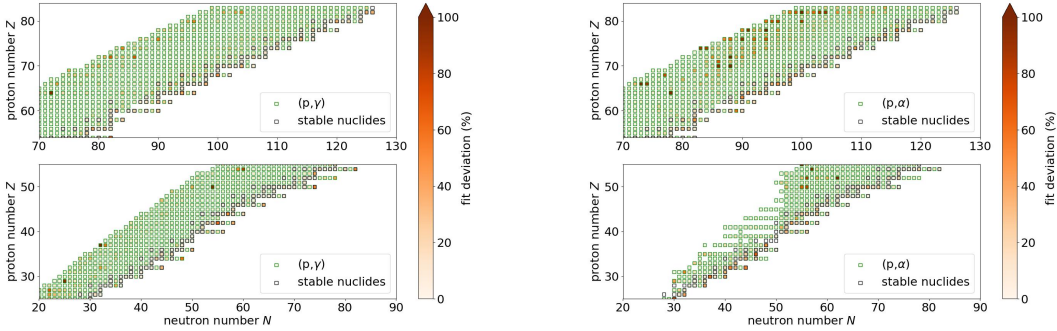 proton number Z
80
70
60
70 80 90 100 110 120 130
(p,γ)
stable nuclides
proton number Z
50
40
30
20 30 40 50 60 70 80 90
(p,γ)
stable nuclides
neutron number N
100
80
60
40
20
0
fit deviation (%)
proton number Z
80
70
60
70 80 90 100 110 120 130
(p,α)
stable nuclides
proton number Z
50
40
30
20 30 40 50 60 70 80 90
(p,α)
stable nuclides
neutron number N
100
80
60
40
20
0
fit deviation (%)